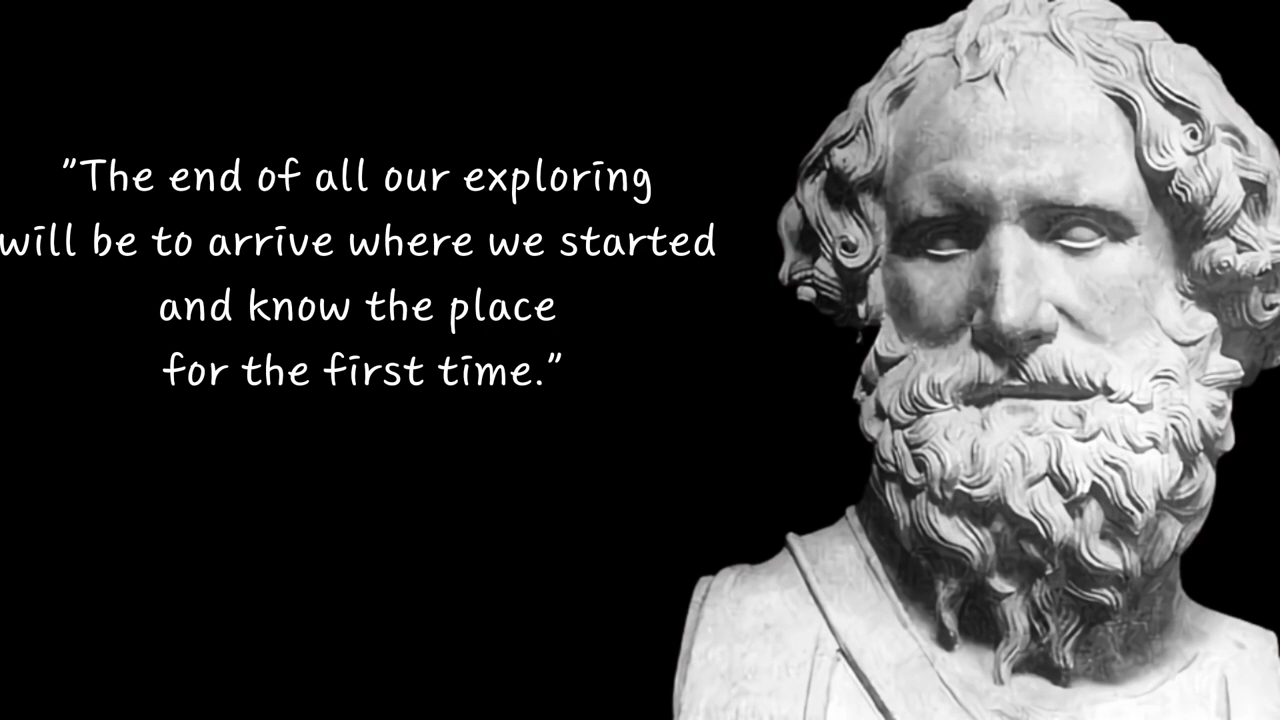 "The end of all our exploring
will be to arrive where we started
and know the place
for the first time."